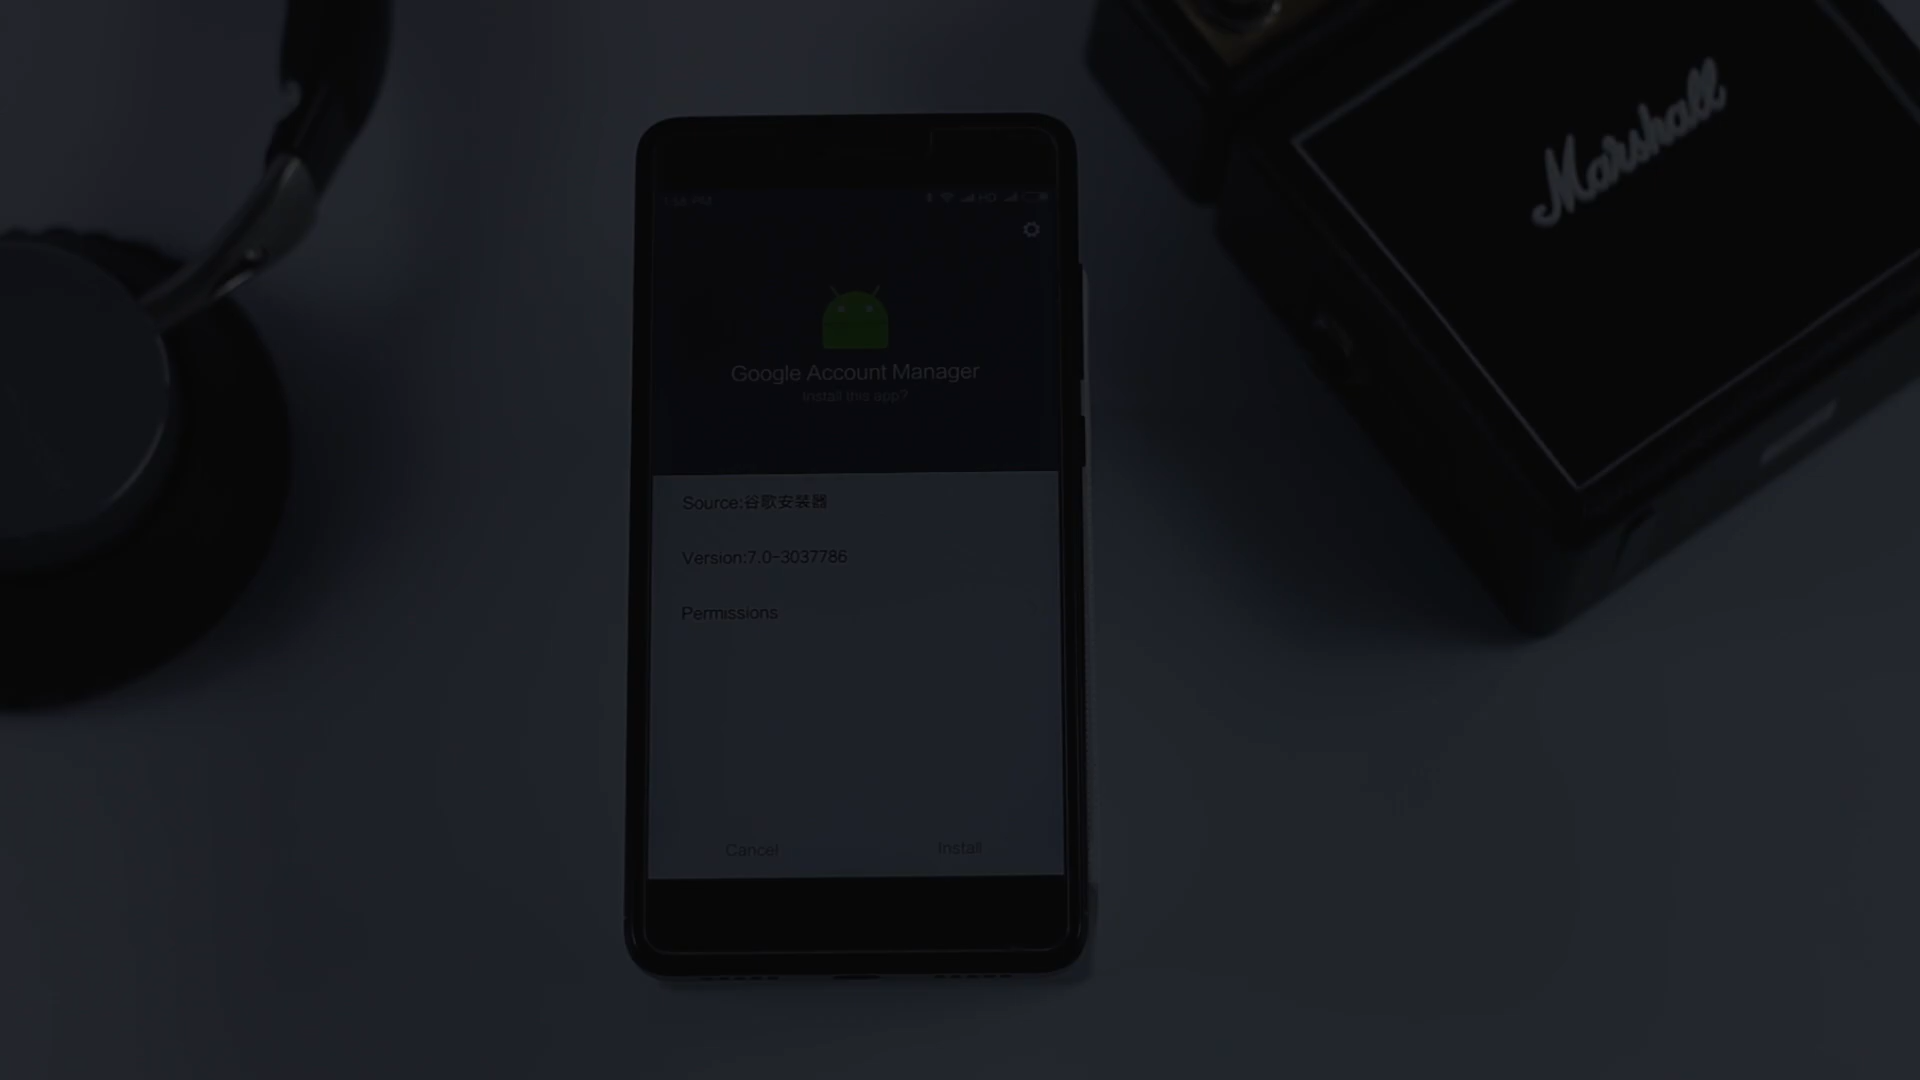 Marshall
HD
Google Account Manager
Install this app?
Source:谷歌安装器
Version:7.0-3037786
Permissions
Cancel
Install